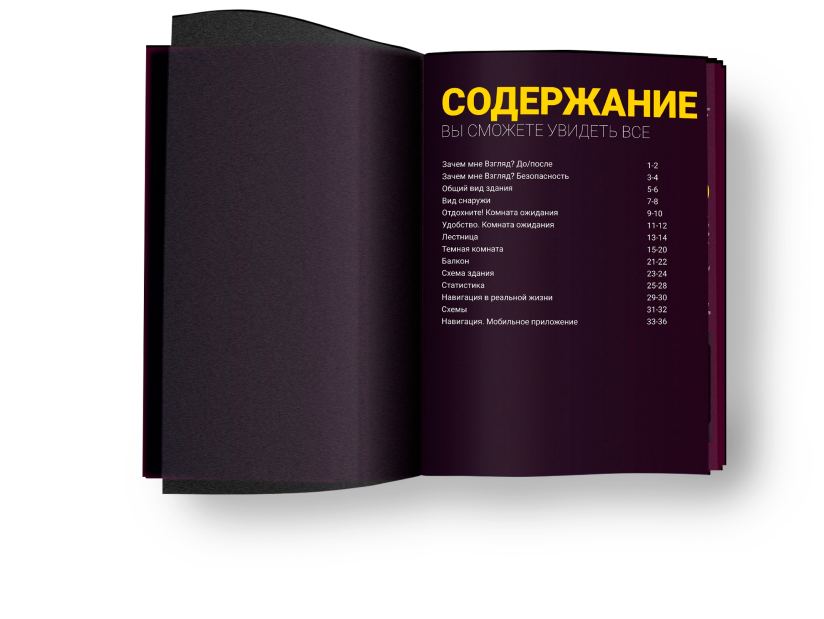 СОДЕРЖАНИЕ
ВЫ СМОЖЕТЕ УВИДЕТЬ ВСЕ
Зачем мне Взгляд? До/после 1-2
Зачем мне Взгляд? Безопасность 3-4
Общий вид здания 5-6
Вид снаружи 7-8
Отдохните! Комната ожидания 9-10
Удобство. Комната ожидания 11-12
Лестница 13-14
Темная комната 15-20
Балкон 21-22
Схема здания 23-24
Статистика 25-28
Навигация в реальной жизни 29-30
Схемы 31-32
Навигация. Мобильное приложение 33-36